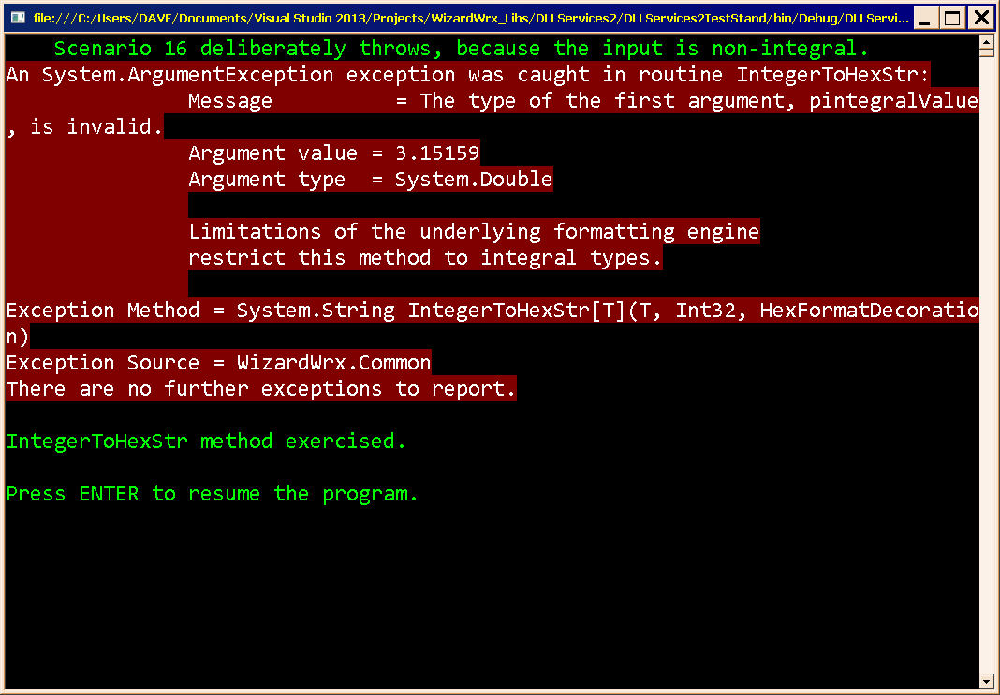 file:///C:/Users/DAVE/Documents/Visual Studio 2013/Projects/WizardWrx_Libs/DLLServices2/DLLServices2TestStand/bin/Debug/DLLServi...
Scenario 16 deliberately throws, because the input is non-integral.
An System.ArgumentException exception was caught in routine IntegerToHexStr:
Message = The type of the first argument, pintegralValue
, is invalid.
Argument value = 3.15159
Argument type = System.Double
Limitations of the underlying formatting engine
restrict this method to integral types.
Exception Method = System.String IntegerToHexStr[T](T, Int32, HexFormatDecoratio
n)
Exception Source = WizardWrx.Common
There are no further exceptions to report.
IntegerToHexStr method exercised.
Press ENTER to resume the program.